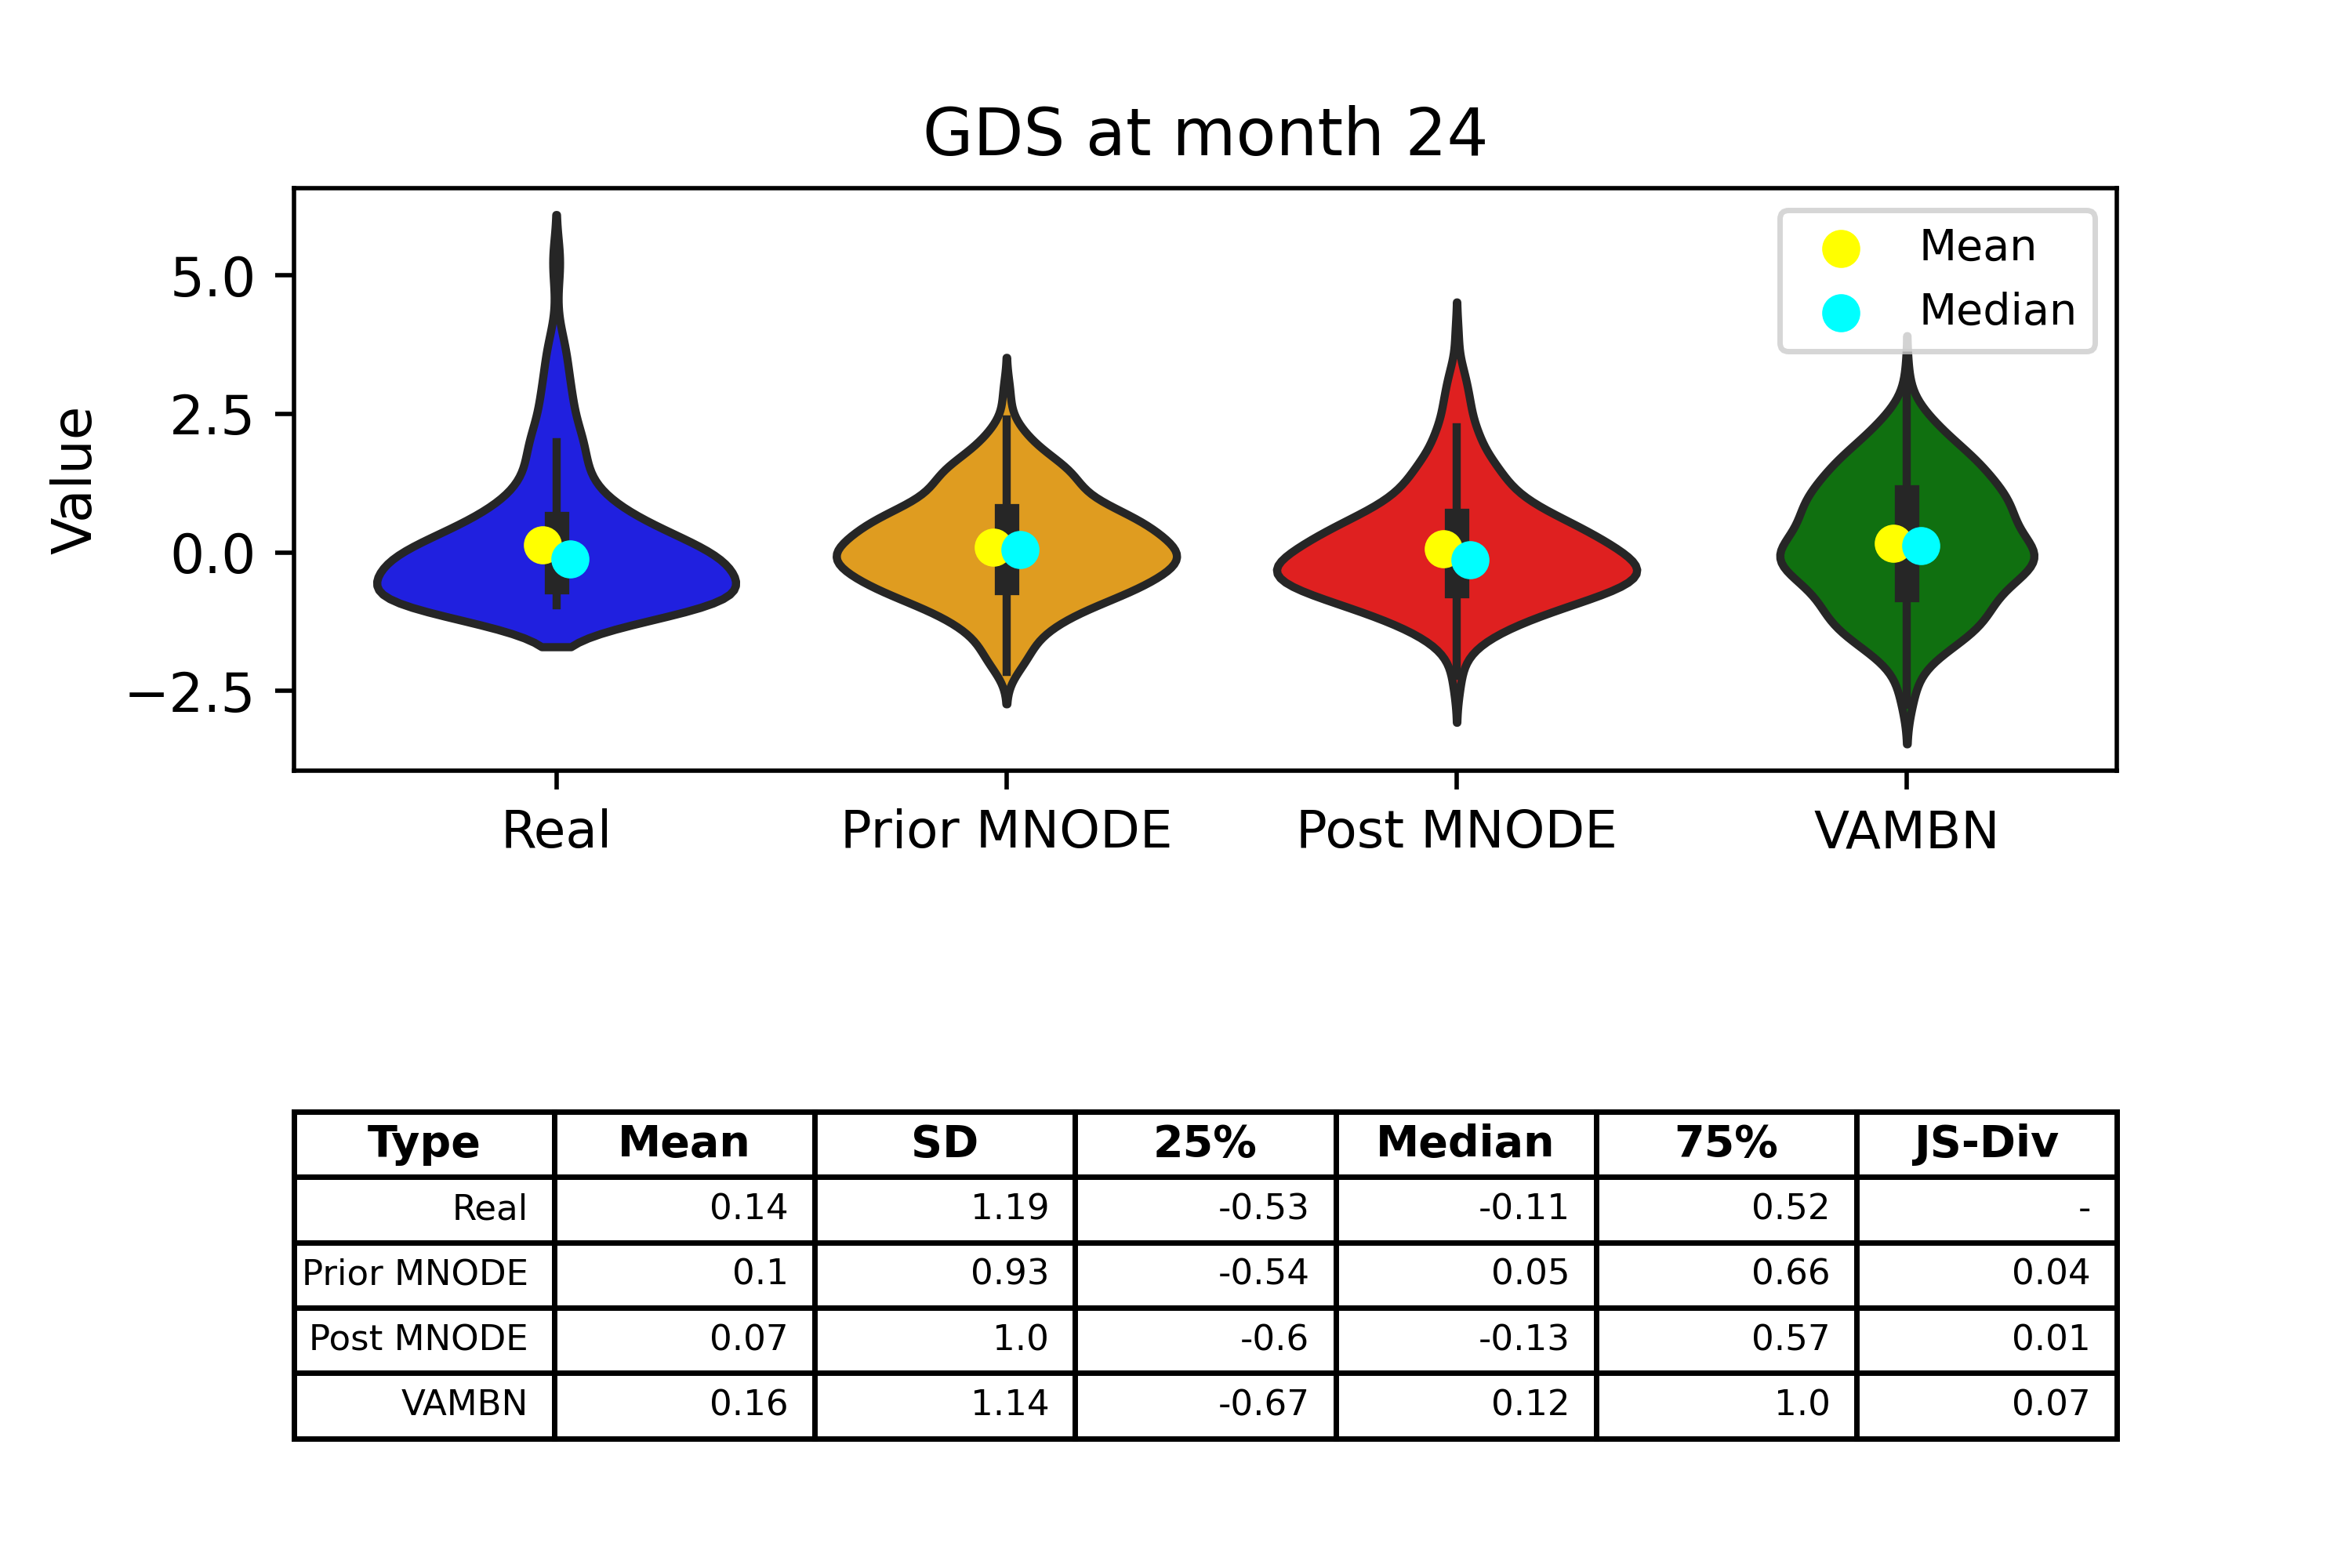 GDS at month 24
Value
5.0
2.5
0.0
−2.5
Mean
Median
Real Prior MNODE Post MNODE VAMBN
Type Mean SD 25% Median 75% JS-Div
Real 0.14 1.19 -0.53 -0.11 0.52 -
Prior MNODE 0.1 0.93 -0.54 0.05 0.66 0.04
Post MNODE 0.07 1.0 -0.6 -0.13 0.57 0.01
VAMBN 0.16 1.14 -0.67 0.12 1.0 0.07